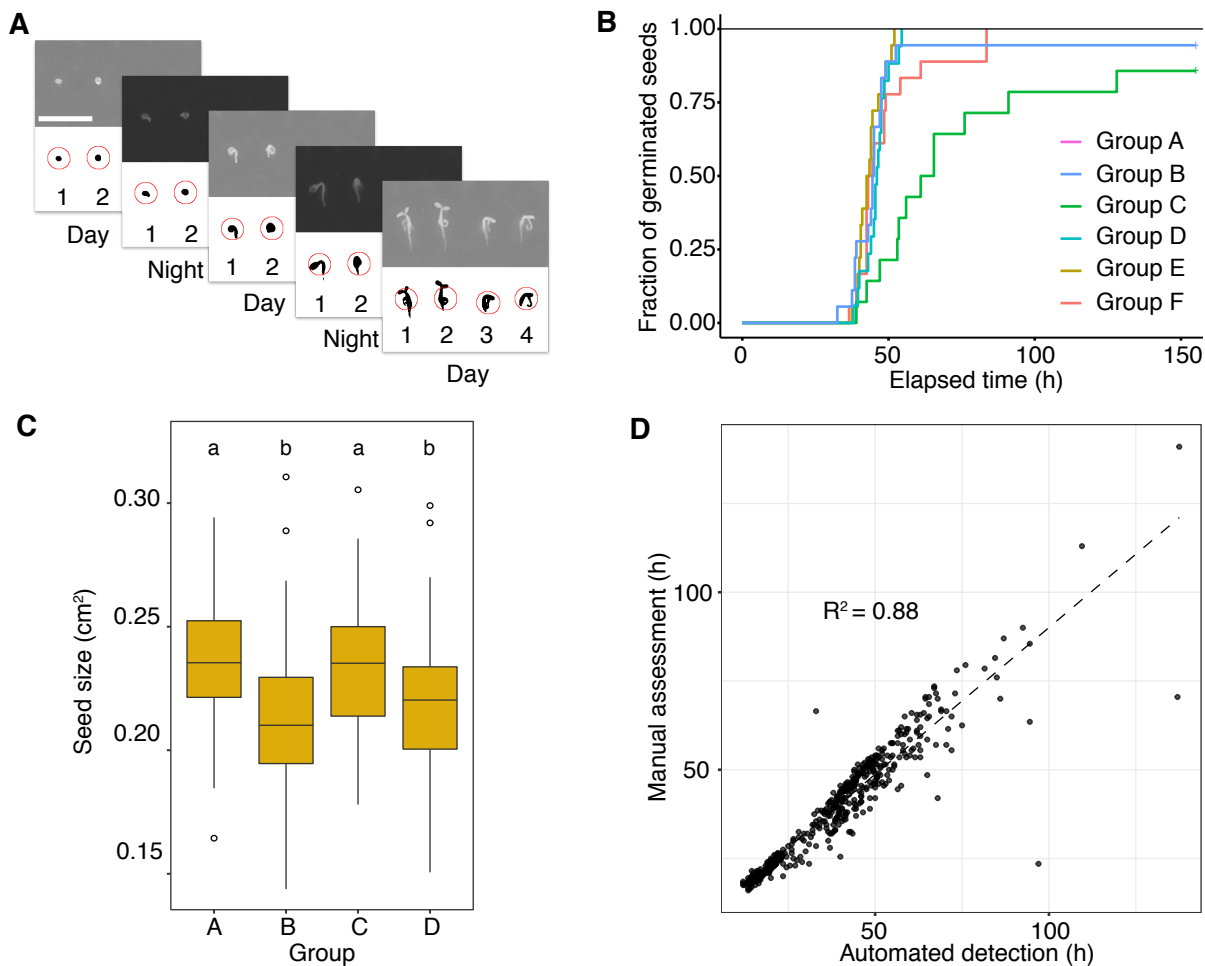 A
1 2
Day
1 2
Night
1 2
Day
1 2
Night
1 2 3 4
Day
B
Fraction of germinated seeds
1.00
0.75
0.50
0.25
0.00
0 50 100 150
Elapsed time (h)
Group A
Group B
Group C
Group D
Group E
Group F
C
Seed size (cm²)
0.30
0.25
0.20
0.15
a b a b
A B C D
Group
D
Manual assessment (h)
100
50
R² = 0.88
50 100
Automated detection (h)